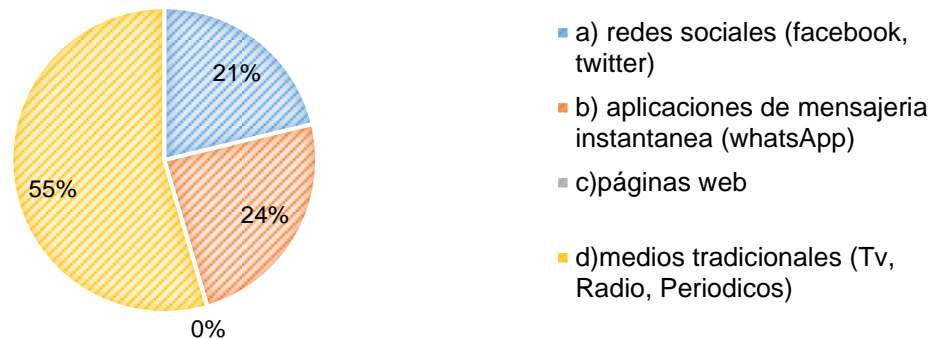 21%
24%
0%
55%
a) redes sociales (facebook,
twitter)
b) aplicaciones de mensajeria
instantanea (whatsApp)
c)páginas web
d)medios tradicionales (Tv,
Radio, Periodicos)